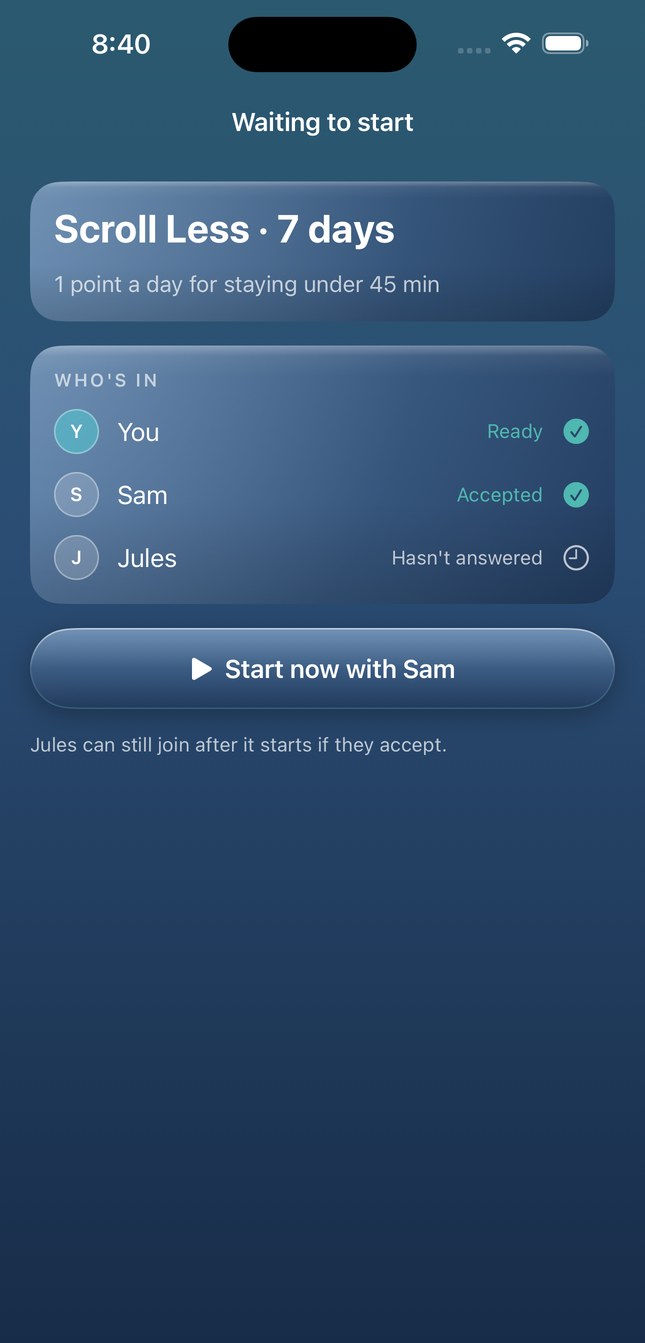 8:40
Waiting to start
Scroll Less · 7 days
1 point a day for staying under 45 min
WHO'S IN
Y You Ready
S Sam Accepted
J Jules Hasn't answered
Start now with Sam
Jules can still join after it starts if they accept.